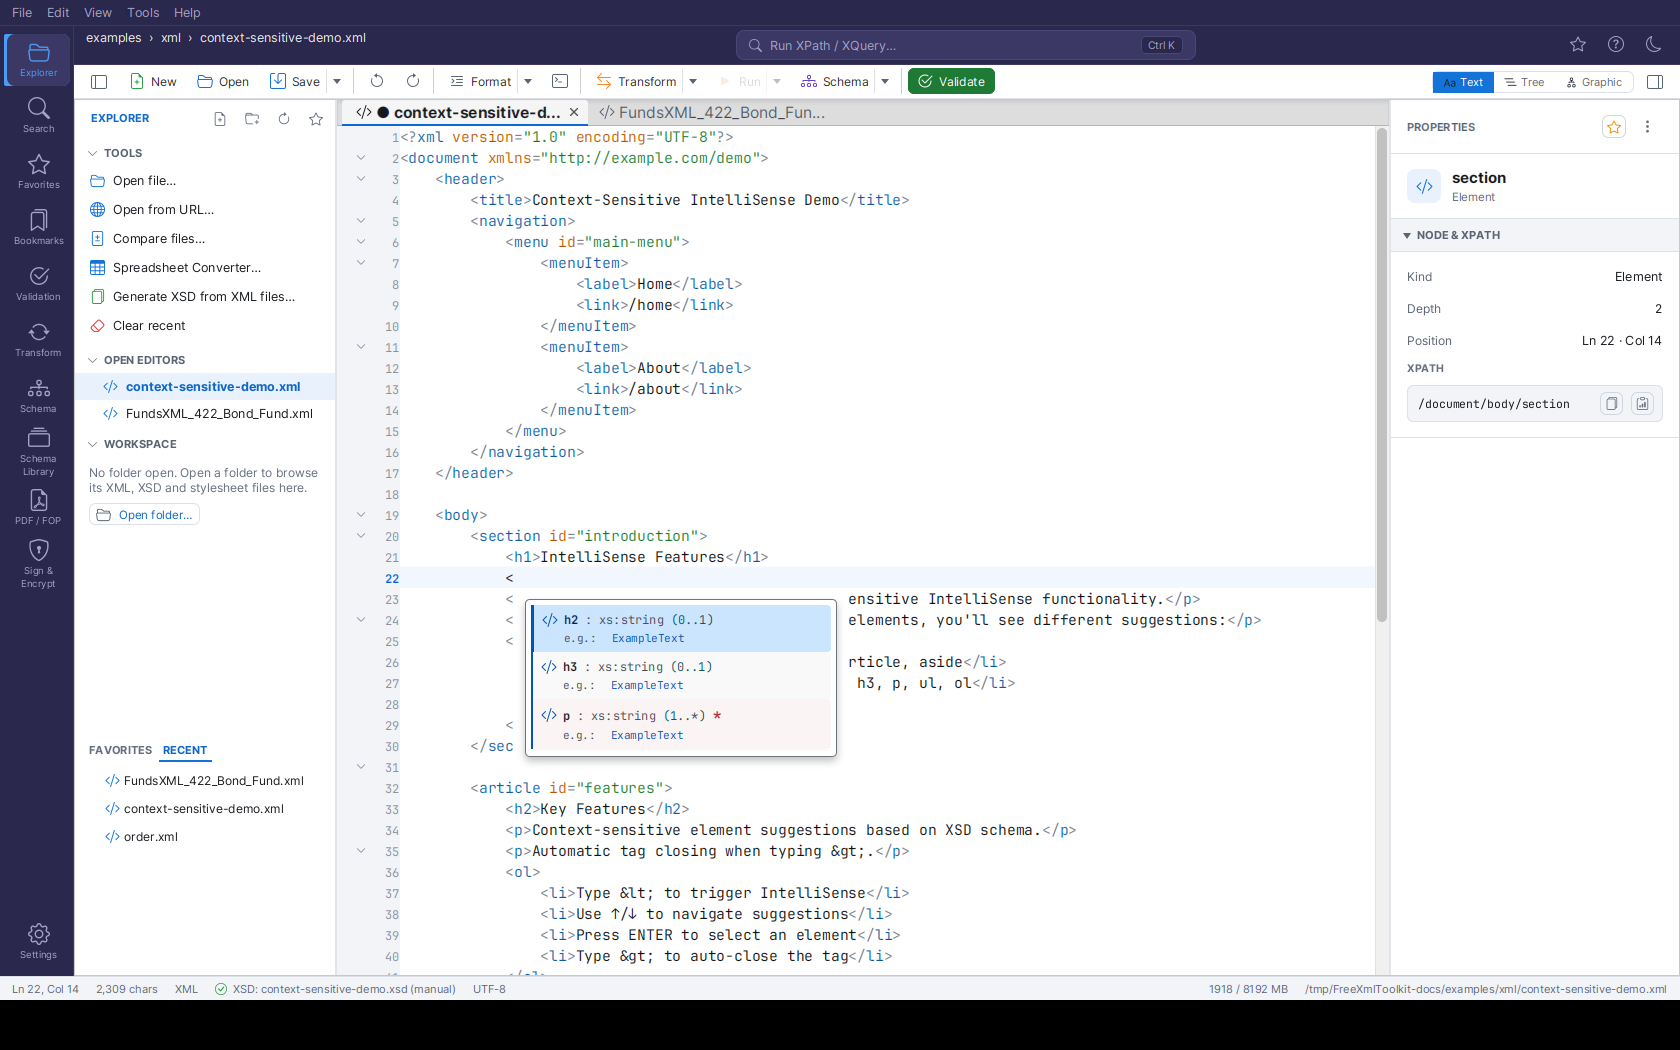 File Edit View Tools Help
examples › xml › context-sensitive-demo.xml
Run XPath / XQuery... Ctrl K
New Open Save Format Transform Run Schema Validate
Aa Text Tree Graphic
Explorer
Search
Favorites
Bookmarks
Validation
Transform
Schema
Schema
Library
PDF / FOP
Sign &
Encrypt
Settings
EXPLORER
TOOLS
Open file...
Open from URL...
Compare files...
Spreadsheet Converter...
Generate XSD from XML files...
Clear recent
OPEN EDITORS
context-sensitive-demo.xml
FundsXML_422_Bond_Fund.xml
WORKSPACE
No folder open. Open a folder to browse
its XML, XSD and stylesheet files here.
Open folder...
FAVORITES RECENT
FundsXML_422_Bond_Fund.xml
context-sensitive-demo.xml
order.xml
context-sensitive-d... × FundsXML_422_Bond_Fun...
1 <?xml version="1.0" encoding="UTF-8"?>
2 <document xmlns="http://example.com/demo">
3 <header>
4 <title>Context-Sensitive IntelliSense Demo</title>
5 <navigation>
6 <menu id="main-menu">
7 <menuItem>
8 <label>Home</label>
9 <link>/home</link>
10 </menuItem>
11 <menuItem>
12 <label>About</label>
13 <link>/about</link>
14 </menuItem>
15 </menu>
16 </navigation>
17 </header>
18
19 <body>
20 <section id="introduction">
21 <h1>IntelliSense Features</h1>
22 <
23 < ensitive IntelliSense functionality.</p>
24 < elements, you'll see different suggestions:</p>
25 <
26 rticle, aside</li>
27 h3, p, ul, ol</li>
28
29 <
30 </sec
31
32 <article id="features">
33 <h2>Key Features</h2>
34 <p>Context-sensitive element suggestions based on XSD schema.</p>
35 <p>Automatic tag closing when typing &gt;.</p>
36 <ol>
37 <li>Type &lt; to trigger IntelliSense</li>
38 <li>Use ↑/↓ to navigate suggestions</li>
39 <li>Press ENTER to select an element</li>
40 <li>Type &gt; to auto-close the tag</li>
h2 : xs:string (0..1)
e.g.: ExampleText
h3 : xs:string (0..1)
e.g.: ExampleText
p : xs:string (1..*) *
e.g.: ExampleText
PROPERTIES
section
Element
NODE & XPATH
Kind Element
Depth 2
Position Ln 22 · Col 14
XPATH
/document/body/section
Ln 22, Col 14 2,309 chars XML XSD: context-sensitive-demo.xsd (manual) UTF-8 1918 / 8192 MB /tmp/FreeXmlToolkit-docs/examples/xml/context-sensitive-demo.xml